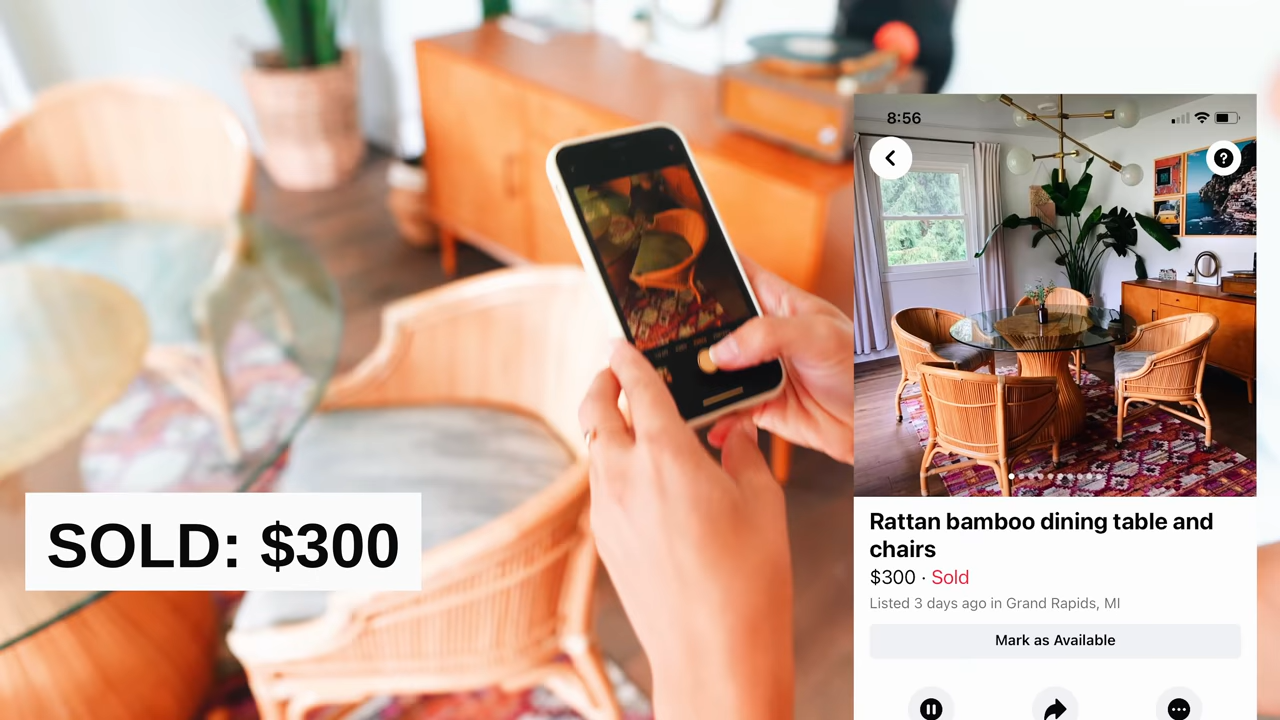 SOLD: $300
8:56
Rattan bamboo dining table and
chairs
$300 · Sold
Listed 3 days ago in Grand Rapids, MI
Mark as Available